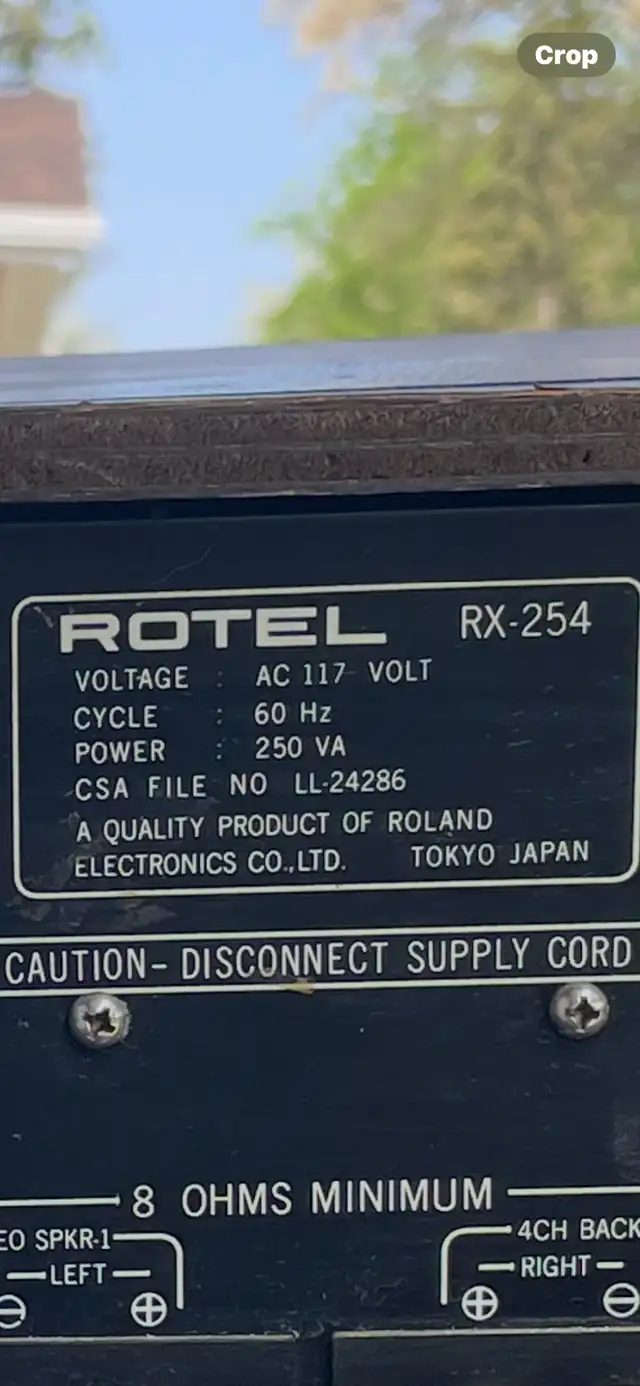 Crop
ROTEL RX-254
VOLTAGE : AC 117 VOLT
CYCLE : 60 Hz
POWER : 250 VA
CSA FILE NO LL-24286
A QUALITY PRODUCT OF ROLAND
ELECTRONICS CO.,LTD. TOKYO JAPAN
CAUTION- DISCONNECT SUPPLY CORD
8 OHMS MINIMUM
EO SPKR-1 4CH BACK
LEFT RIGHT